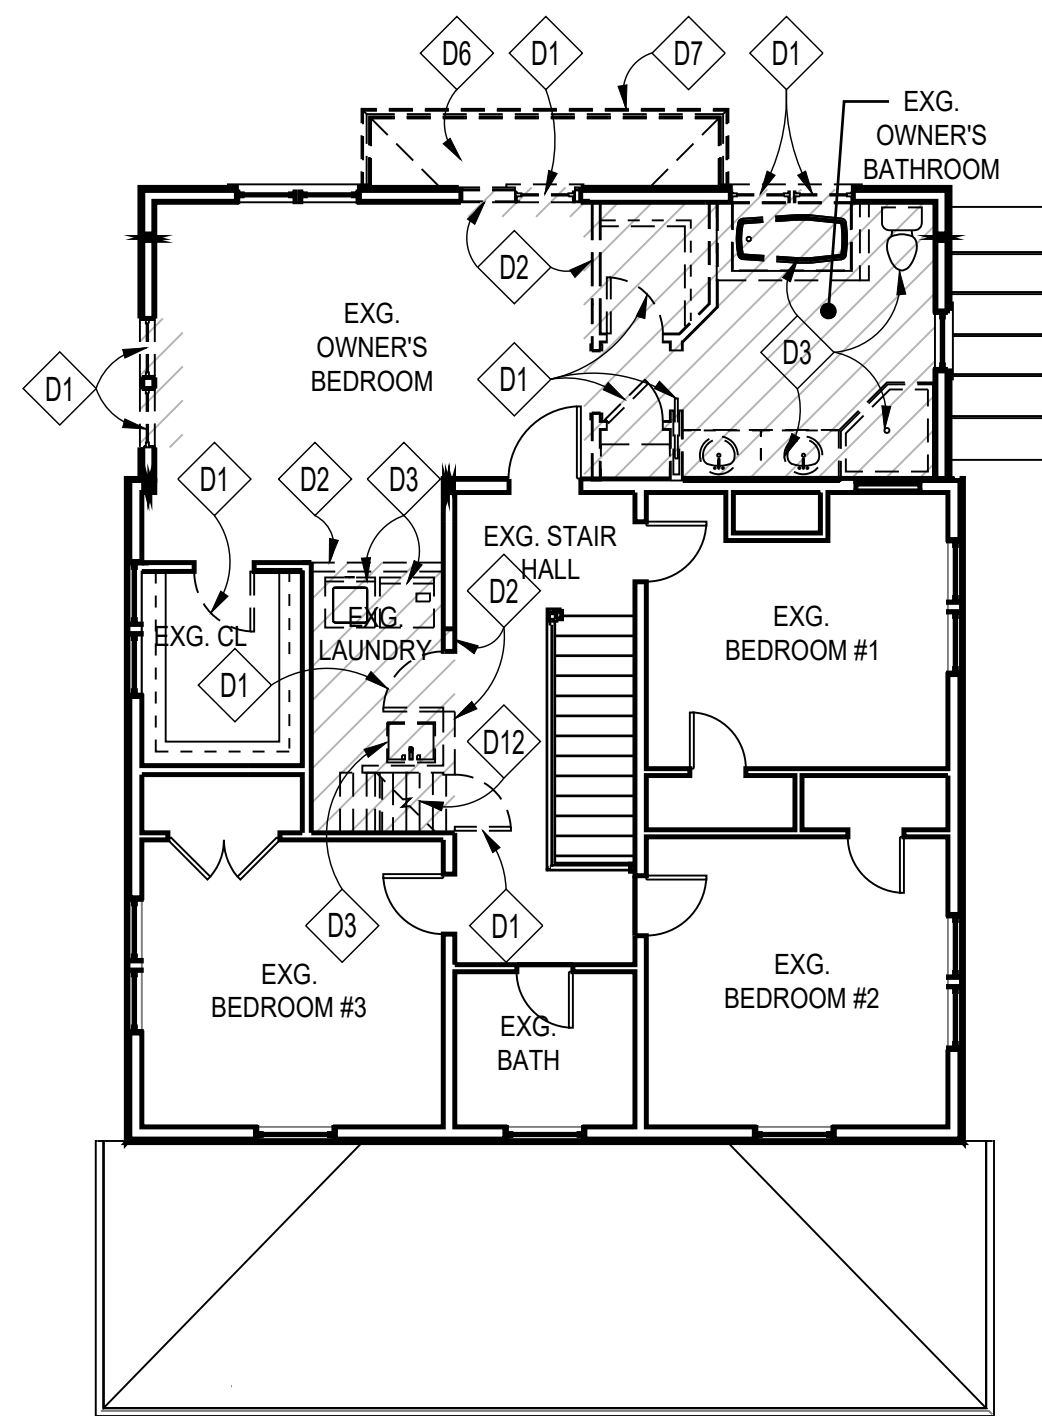 D6
D1
D7
D1
EXG.
OWNER'S
BATHROOM
D2
EXG.
OWNER'S
BEDROOM
D1
D1
D3
D1
D2
D3
EXG. STAIR
HALL
D2
EXG. CL
EXG.
LAUNDRY
EXG.
BEDROOM #1
D1
D12
D3
D1
EXG.
BEDROOM #3
EXG.
BEDROOM #2
EXG.
BATH